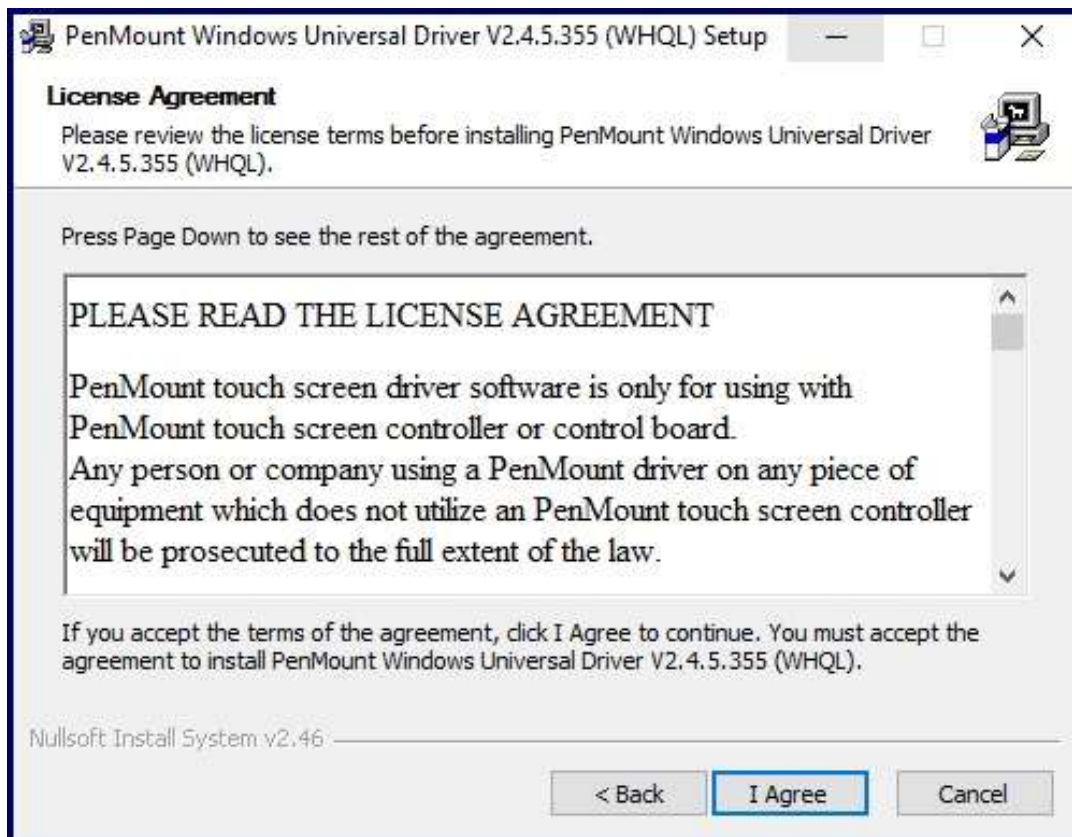 PenMount Windows Universal Driver V2.4.5.355 (WHQL) Setup
License Agreement
Please review the license terms before installing PenMount Windows Universal Driver
V2.4.5.355 (WHQL).
Press Page Down to see the rest of the agreement.
PLEASE READ THE LICENSE AGREEMENT
PenMount touch screen driver software is only for using with
PenMount touch screen controller or control board.
Any person or company using a PenMount driver on any piece of
equipment which does not utilize an PenMount touch screen controller
will be prosecuted to the full extent of the law.
If you accept the terms of the agreement, click I Agree to continue. You must accept the
agreement to install PenMount Windows Universal Driver V2.4.5.355 (WHQL).
Nullsoft Install System v2.46
< Back
I Agree
Cancel